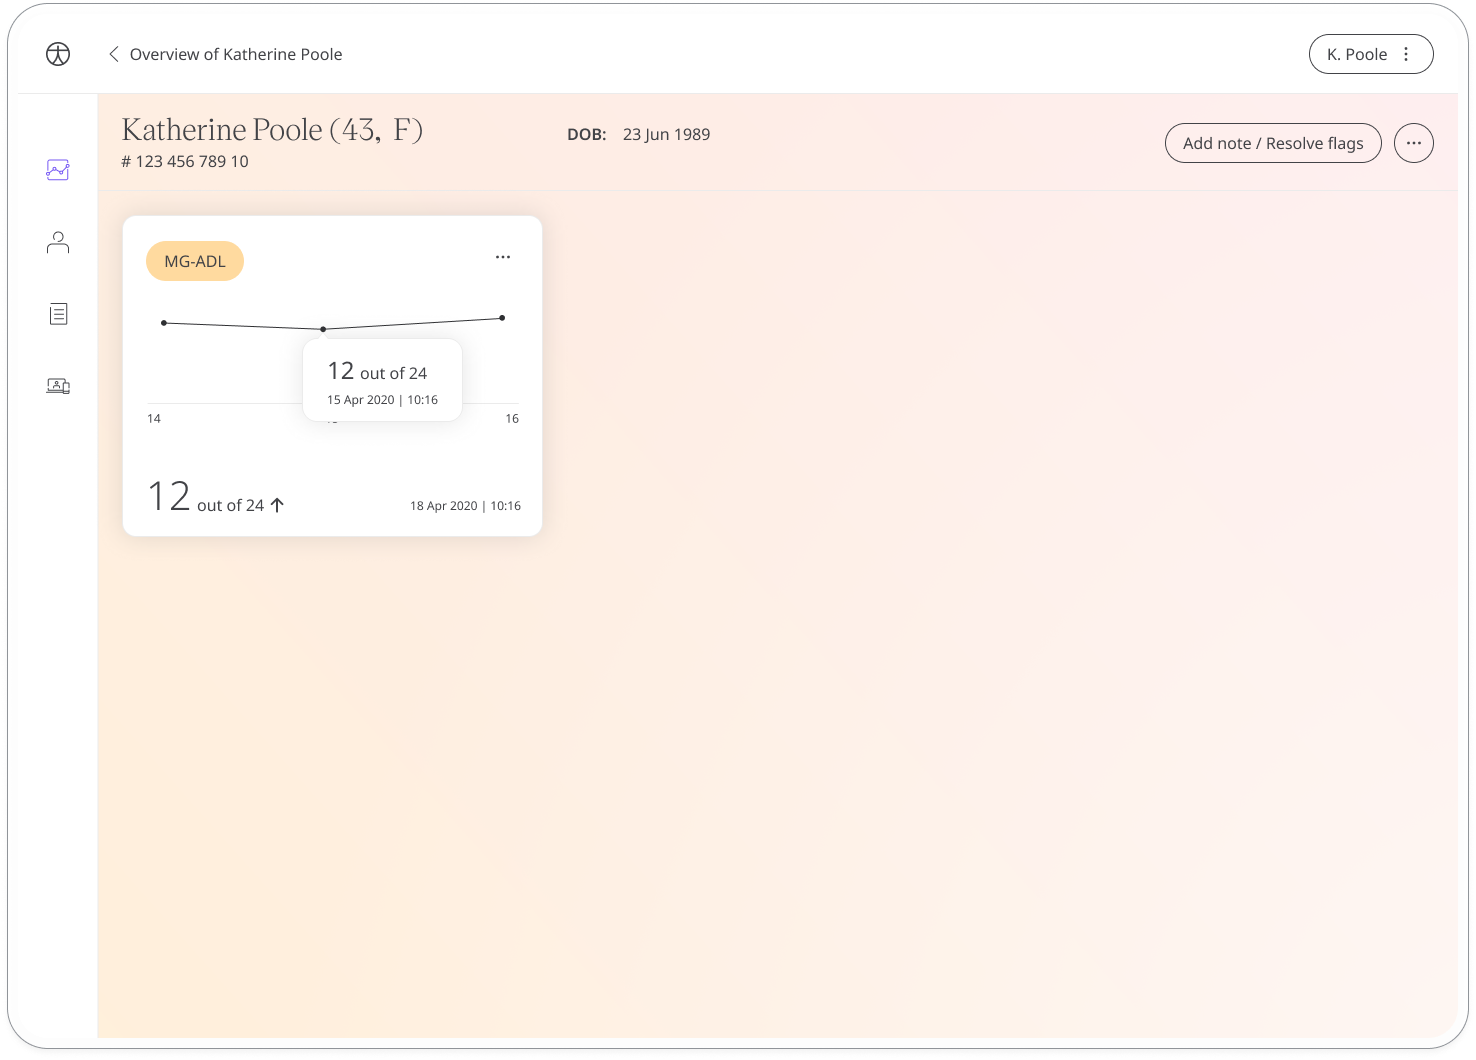 Overview of Katherine Poole
K. Poole
Katherine Poole (43, F)
DOB: 23 Jun 1989
# 123 456 789 10
Add note / Resolve flags
MG-ADL
12 out of 24
15 Apr 2020 | 10:16
14
16
12 out of 24
18 Apr 2020 | 10:16